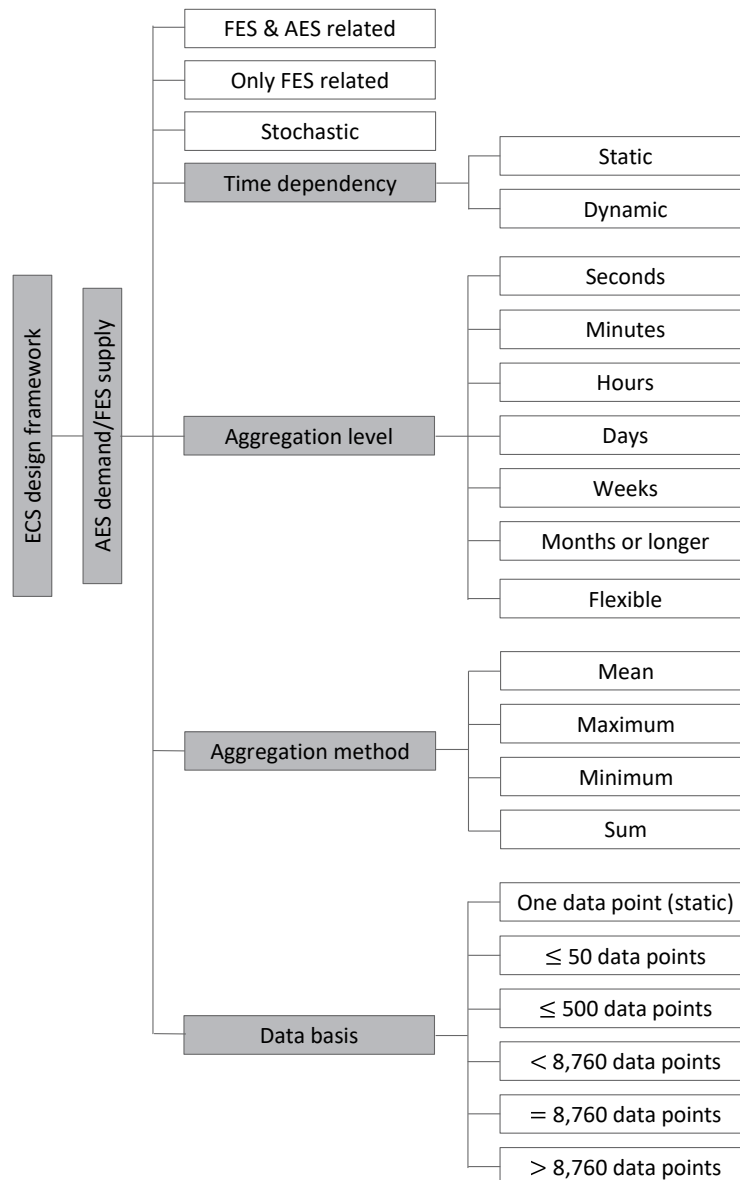 ECS design framework
AES demand/FES supply
FES & AES related
Only FES related
Stochastic
Time dependency
Static
Dynamic
Aggregation level
Seconds
Minutes
Hours
Days
Weeks
Months or longer
Flexible
Aggregation method
Mean
Maximum
Minimum
Sum
Data basis
One data point (static)
≤ 50 data points
≤ 500 data points
< 8,760 data points
= 8,760 data points
> 8,760 data points